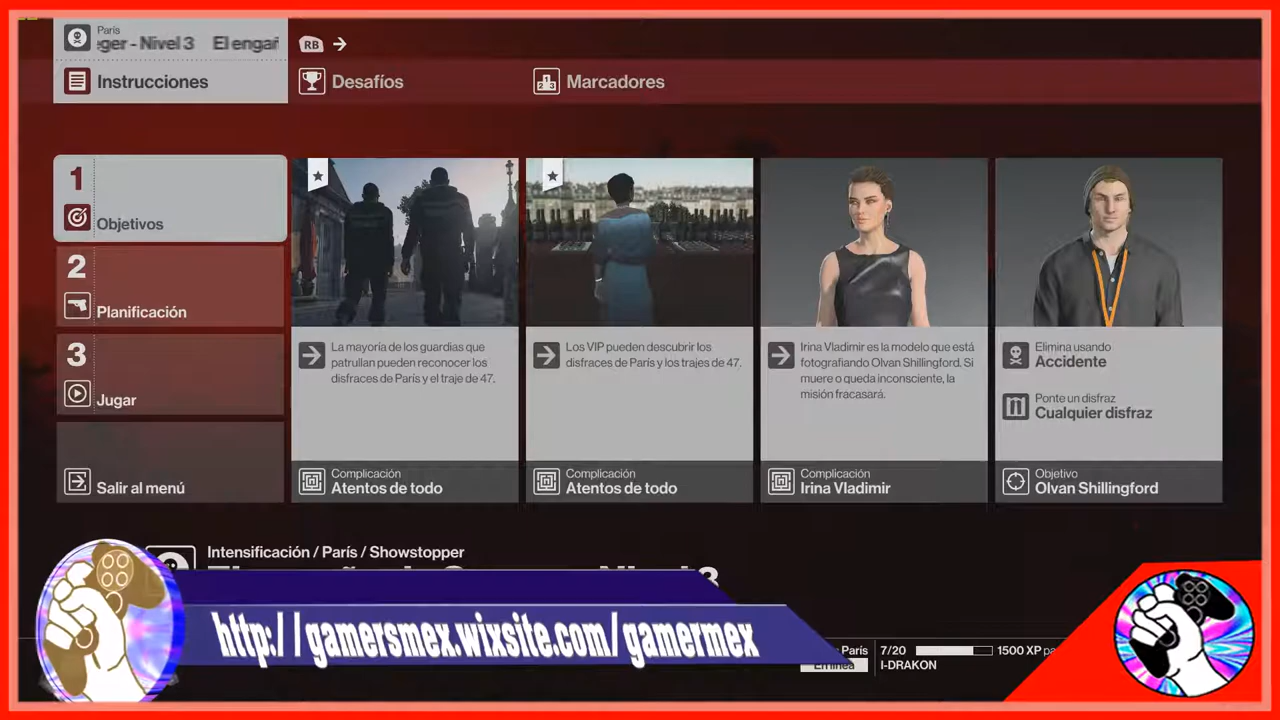 París
eger - Nivel 3 El engañ
RB
Instrucciones
Desafíos
Marcadores
1
Objetivos
2
Planificación
3
Jugar
Salir al menú
La mayoría de los guardias que
patrullan pueden reconocer los
disfraces de París y el traje de 47.
Complicación
Atentos de todo
Los VIP pueden descubrir los
disfraces de París y los trajes de 47.
Complicación
Atentos de todo
Irina Vladimir es la modelo que está
fotografiando Olvan Shillingford. Si
muere o queda inconsciente, la
misión fracasará.
Complicación
Irina Vladimir
Elimina usando
Accidente
Ponte un disfraz
Cualquier disfraz
Objetivo
Olvan Shillingford
Intensificación / París / Showstopper
http://gamersmex.wixsite.com/gamermex
París
7/20
1500 XP pa
En línea
I-DRAKON